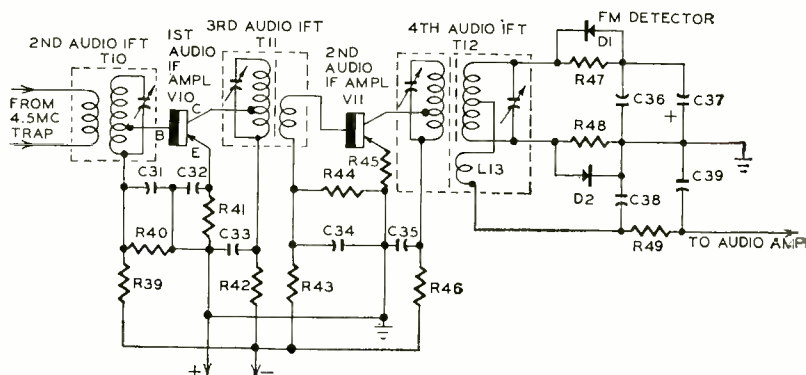 2ND AUDIO IFT
T10
1ST
AUDIO
IF
AMPL
V10
3RD AUDIO IFT
T11
2ND
AUDIO
IF AMPL
V11
4TH AUDIO IFT
T12
FM DETECTOR
D1
R47
C36
C37
+
R48
D2
C38
C39
L13
R49
TO AUDIO AMPL
FROM
4.5MC
TRAP
B
C
E
C31
C32
R41
R40
C33
R39
R42
R45
R44
C34
C35
R43
R46
+
-